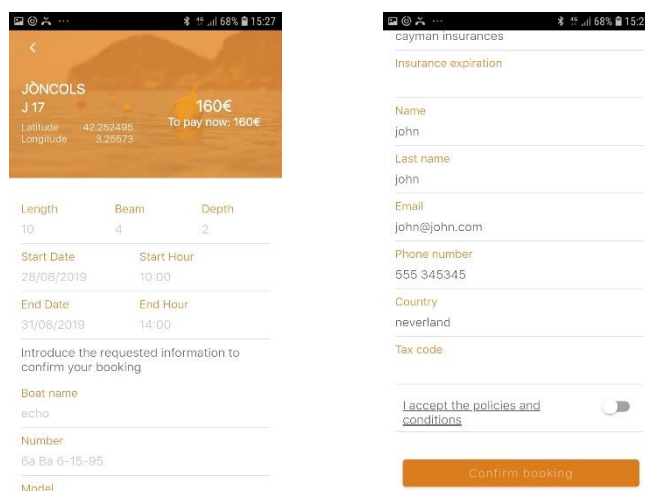 68% 15:27
JÒNCOLS
J 17
160€
Latitude 42.252495
To pay now: 160€
Longitude 3.25573
Length Beam Depth
10 4 2
Start Date Start Hour
28/08/2019 10:00
End Date End Hour
31/08/2019 14:00
Introduce the requested information to
confirm your booking
Boat name
echo
Number
6a Ba 6-15-95
Model
68% 15:2
cayman insurances
Insurance expiration
Name
john
Last name
john
Email
john@john.com
Phone number
555 345345
Country
neverland
Tax code
I accept the policies and
conditions
Confirm booking